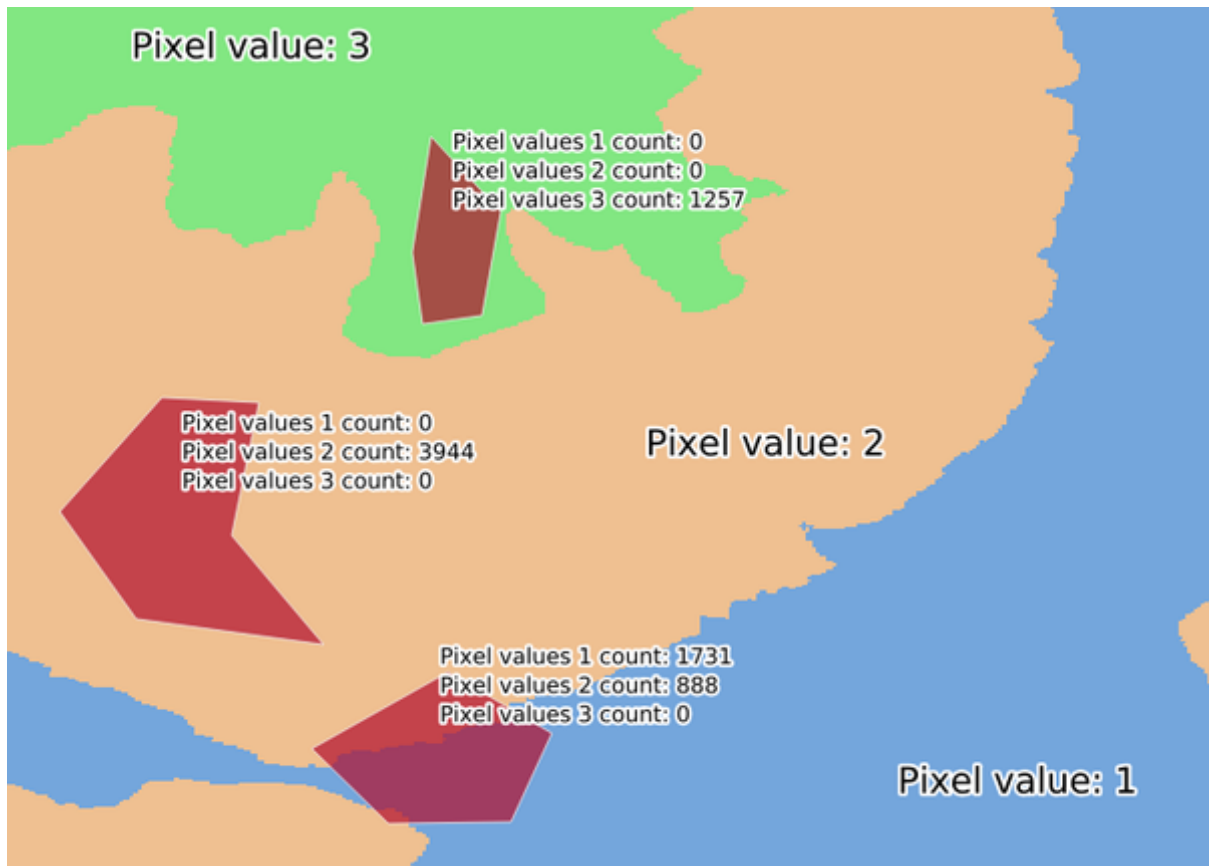 Pixel value: 3
Pixel values 1 count: 0
Pixel values 2 count: 0
Pixel values 3 count: 1257
Pixel values 1 count: 0
Pixel values 2 count: 3944
Pixel values 3 count: 0
Pixel value: 2
Pixel values 1 count: 1731
Pixel values 2 count: 888
Pixel values 3 count: 0
Pixel value: 1